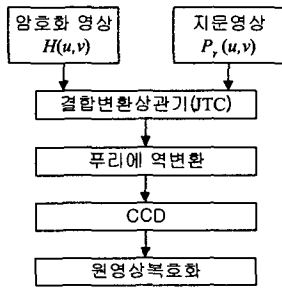 암호화 영상
H(u,v)
지문영상
P_r(u,v)
결합변환상관기(JTC)
푸리에 역변환
CCD
원영상복호화